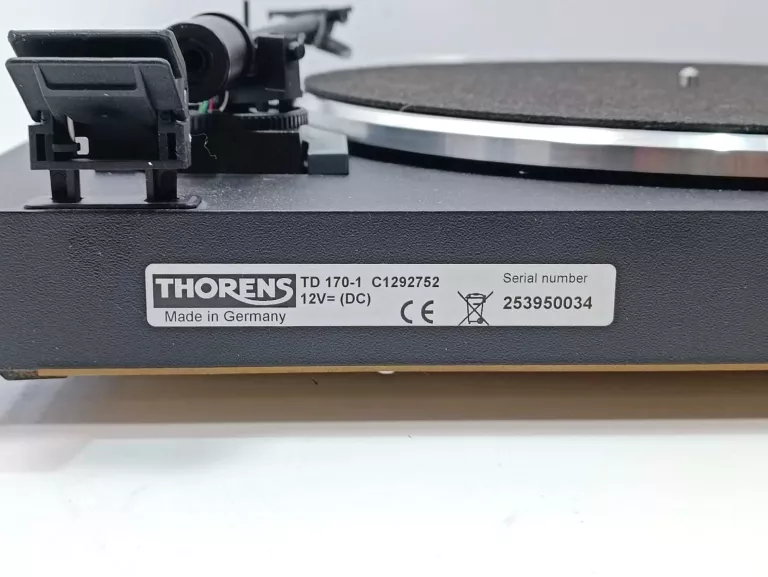 THORENS TD 170-1 C1292752
12V= (DC)
Made in Germany
CE
Serial number
253950034